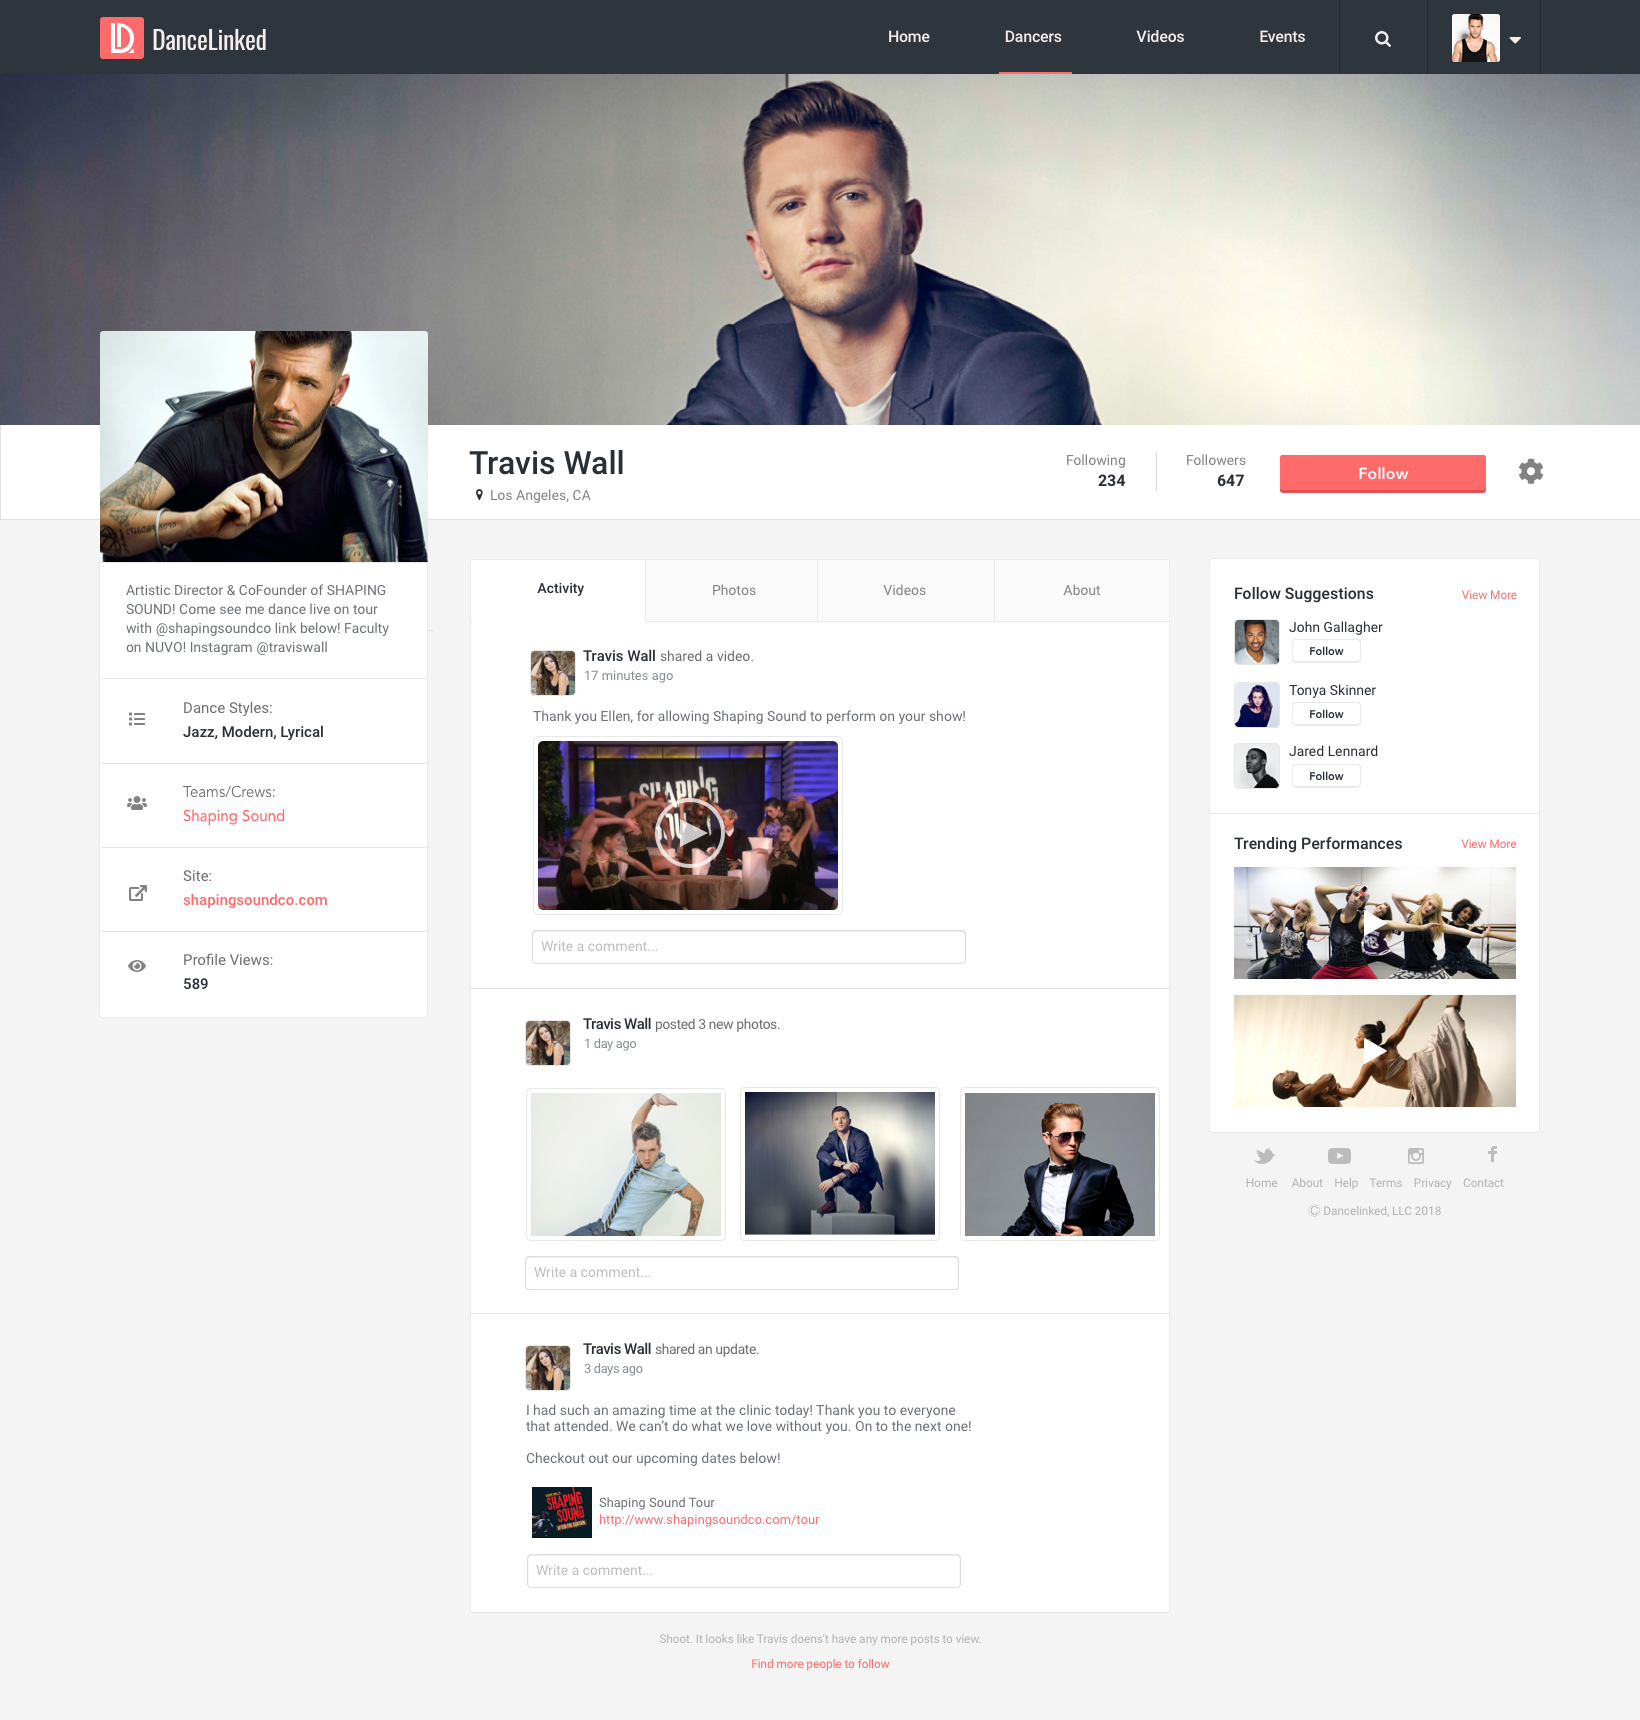 DanceLinked
Home
Dancers
Videos
Events
Travis Wall
Los Angeles, CA
Following
234
Followers
647
Follow
Artistic Director & CoFounder of SHAPING
SOUND! Come see me dance live on tour
with @shapingsoundco link below! Faculty
on NUVO! Instagram @traviswall
Dance Styles:
Jazz, Modern, Lyrical
Teams/Crews:
Shaping Sound
Site:
shapingsoundco.com
Profile Views:
589
Activity
Photos
Videos
About
Travis Wall shared a video.
17 minutes ago
Thank you Ellen, for allowing Shaping Sound to perform on your show!
SHAPING
Write a comment...
Travis Wall posted 3 new photos.
1 day ago
Write a comment...
Travis Wall shared an update.
3 days ago
I had such an amazing time at the clinic today! Thank you to everyone
that attended. We can’t do what we love without you. On to the next one!
Checkout out our upcoming dates below!
SHAPING
SOUND
Shaping Sound Tour
http://www.shapingsoundco.com/tour
Write a comment...
Shoot. It looks like Travis doens’t have any more posts to view.
Find more people to follow
Follow Suggestions
View More
John Gallagher
Follow
Tonya Skinner
Follow
Jared Lennard
Follow
Trending Performances
View More
Home
About
Help
Terms
Privacy
Contact
© Dancelinked, LLC 2018